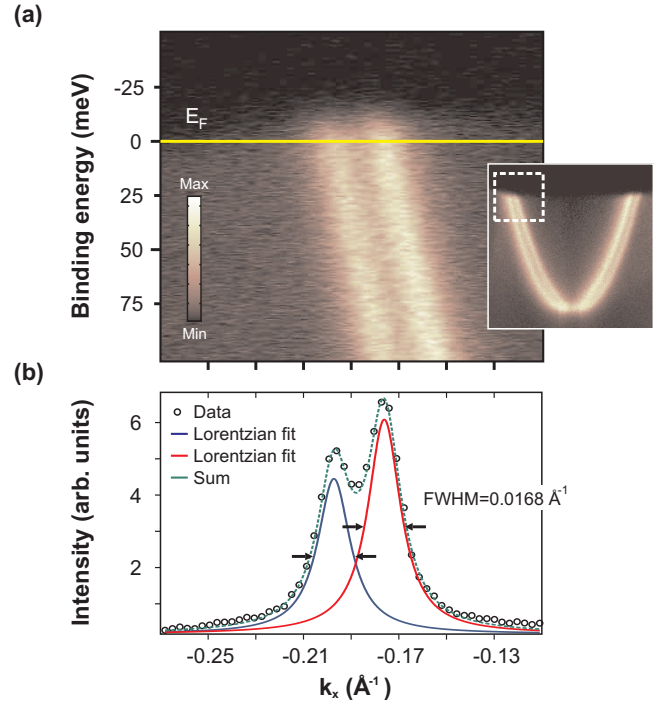 (a)
Binding energy (meV)
-25
0
25
50
75
E_F
Max
Min
(b)
Intensity (arb. units)
6
4
2
Data
Lorentzian fit
Lorentzian fit
Sum
FWHM=0.0168 Å⁻¹
-0.25
-0.21
-0.17
-0.13
kₓ (Å⁻¹)